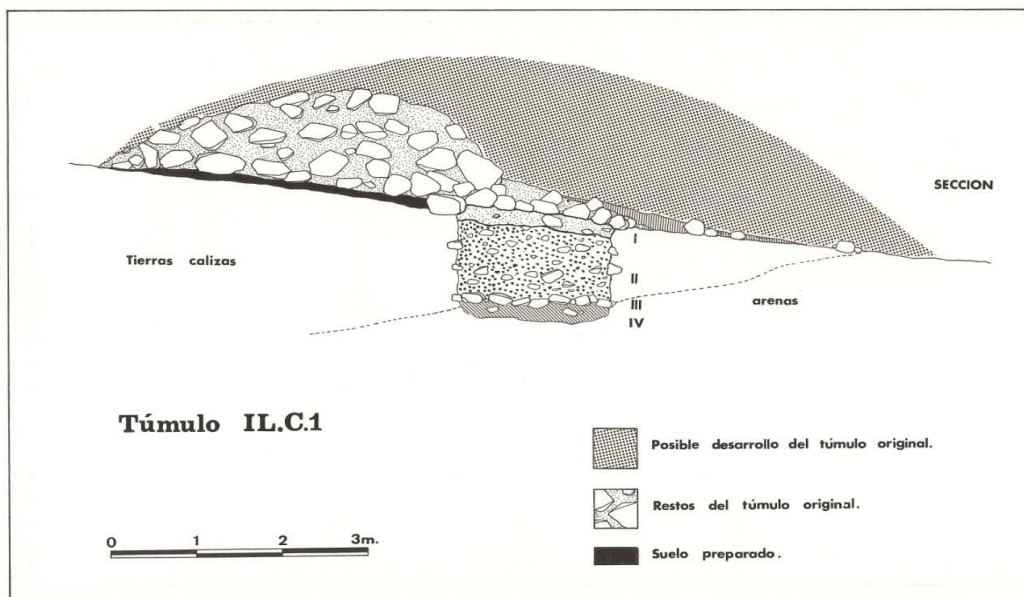 SECCION
I
Tierras calizas
II
arenas
III
IV
Túmulo IL.C.1
Posible desarrollo del túmulo original.
Restos del túmulo original.
0 1 2 3m.
Suelo preparado.